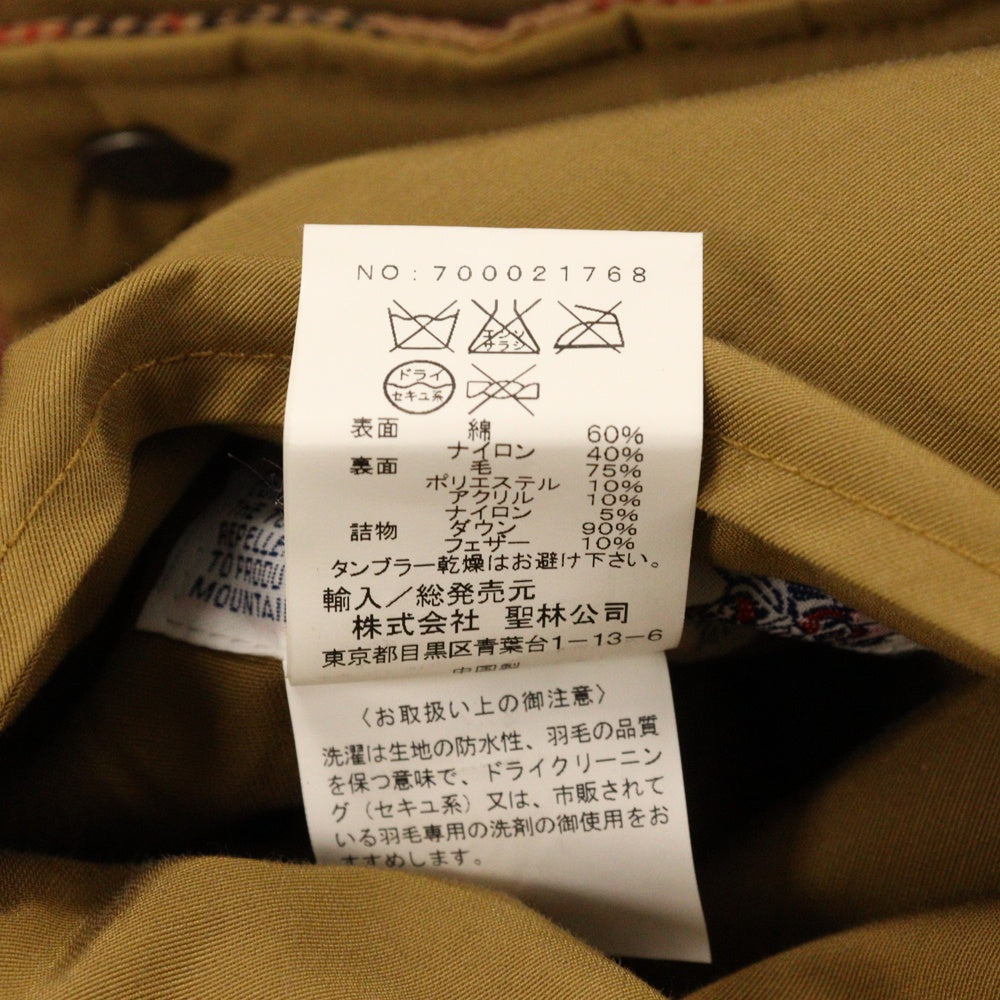 NO:700021768
エンソ
サラシ
ドライ
セキユ系
表面 綿 60%
ナイロン 40%
裏面 毛 75%
ポリエステル 10%
アクリル 10%
ナイロン 5%
詰物 ダウン 90%
フェザー 10%
タンブラー乾燥はお避け下さい。
輸入/総発売元
株式会社 聖林公司
東京都目黒区青葉台1-13-6
中国製
〈お取扱い上の御注意〉
洗濯は生地の防水性、羽毛の品質
を保つ意味で、ドライクリーニン
グ(セキユ系)又は、市販されて
いる羽毛専用の洗剤の御使用をお
すすめします。
TO PRODU
MOUNTAI